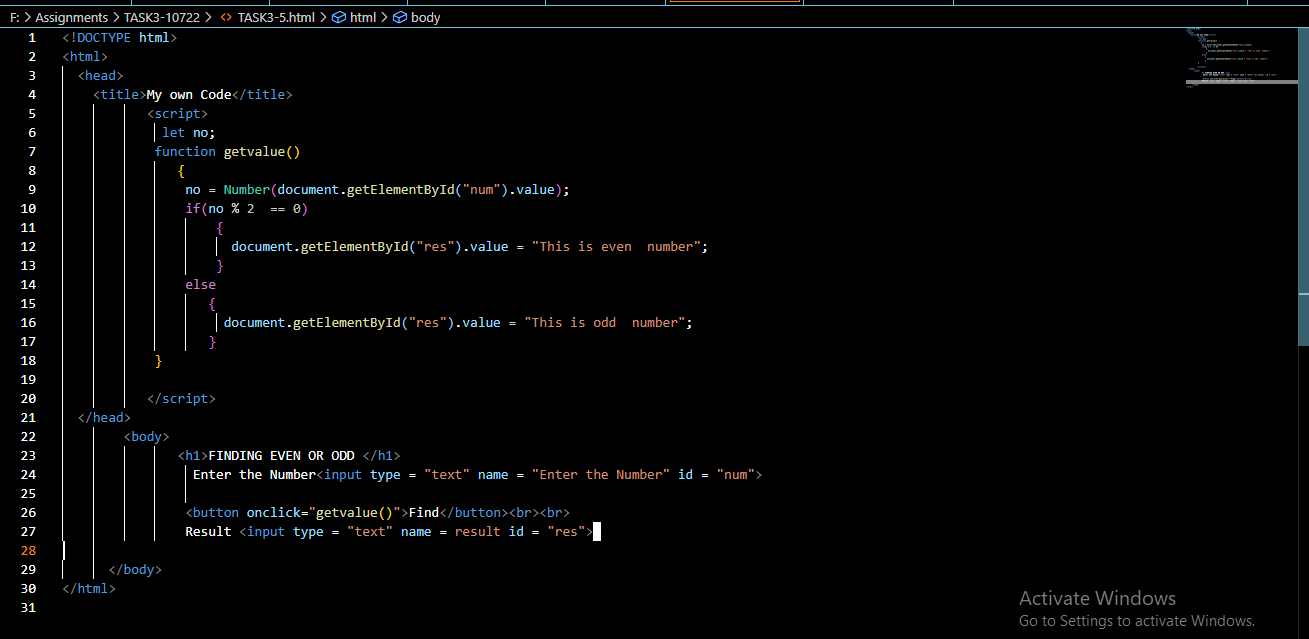 F: > Assignments > TASK3-10722 > <> TASK3-5.html > html > body
1 <!DOCTYPE html>
2 <html>
3 <head>
4 <title>My own Code</title>
5 <script>
6 let no;
7 function getvalue()
8 {
9 no = Number(document.getElementById("num").value);
10 if(no % 2  == 0)
11 {
12 document.getElementById("res").value = "This is even  number";
13 }
14 else
15 {
16 document.getElementById("res").value = "This is odd  number";
17 }
18 }
19
20 </script>
21 </head>
22 <body>
23 <h1>FINDING EVEN OR ODD </h1>
24 Enter the Number<input type = "text" name = "Enter the Number" id = "num">
25
26 <button onclick="getvalue()">Find</button><br><br>
27 Result <input type = "text" name = result id = "res">
28
29 </body>
30 </html>
31
Activate Windows
Go to Settings to activate Windows.